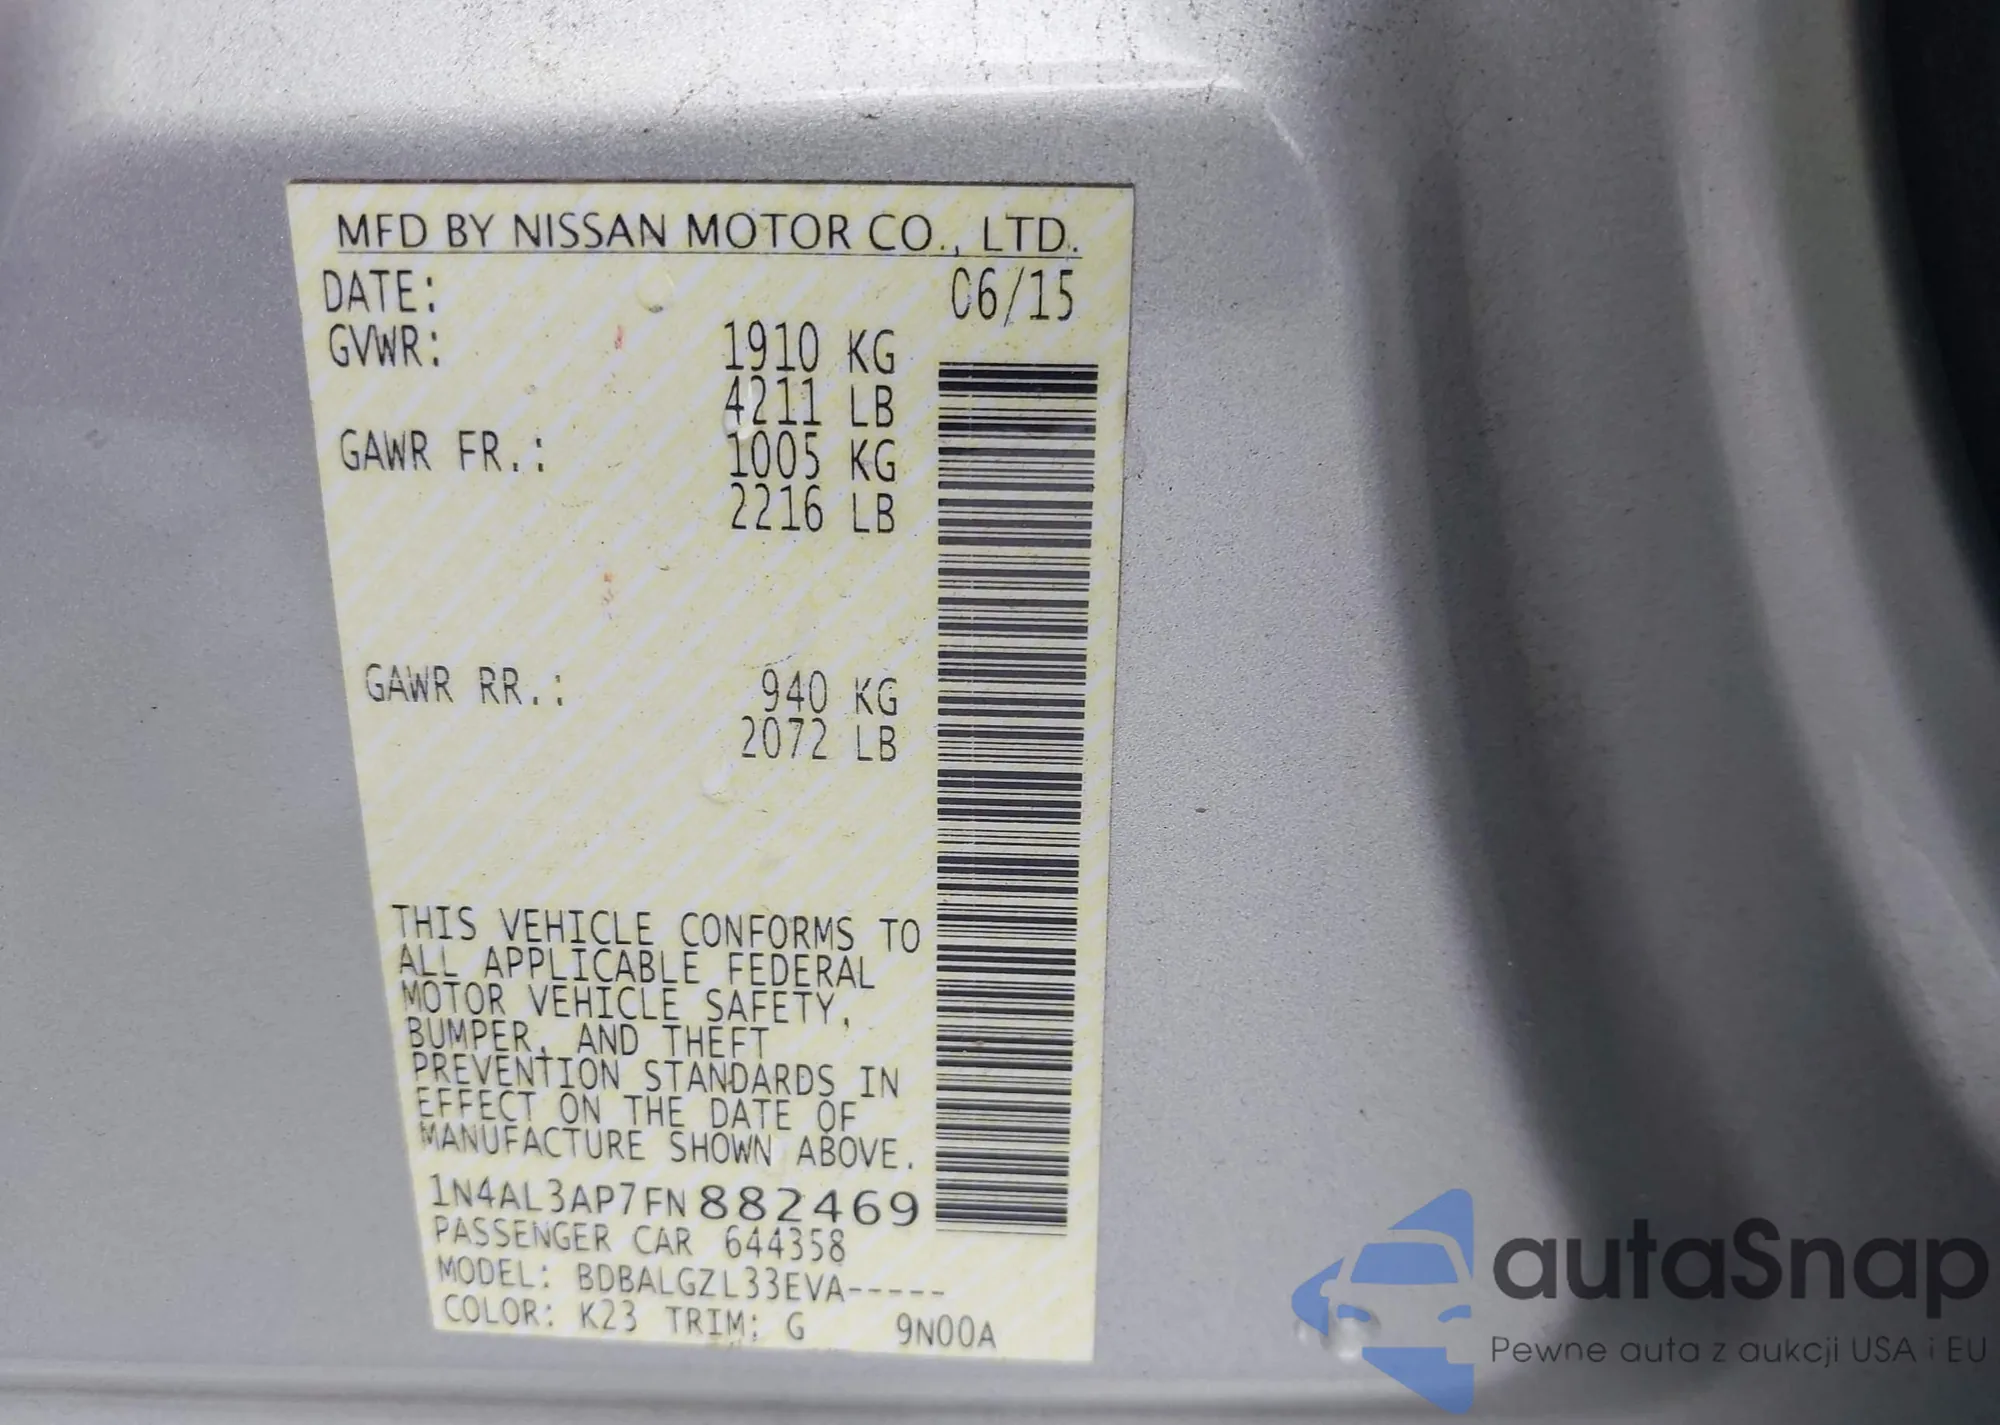 MFD BY NISSAN MOTOR CO., LTD.
DATE: 06/15
GVWR: 1910 KG
4211 LB
GAWR FR.: 1005 KG
2216 LB
GAWR RR.: 940 KG
2072 LB
THIS VEHICLE CONFORMS TO
ALL APPLICABLE FEDERAL
MOTOR VEHICLE SAFETY,
BUMPER, AND THEFT
PREVENTION STANDARDS IN
EFFECT ON THE DATE OF
MANUFACTURE SHOWN ABOVE.
1N4AL3AP7FN882469
PASSENGER CAR 644358
MODEL: BDBALGZL33EVA-----
COLOR: K23 TRIM: G 9N00A
autoSnap
Pewne auta z aukcji USA i EU